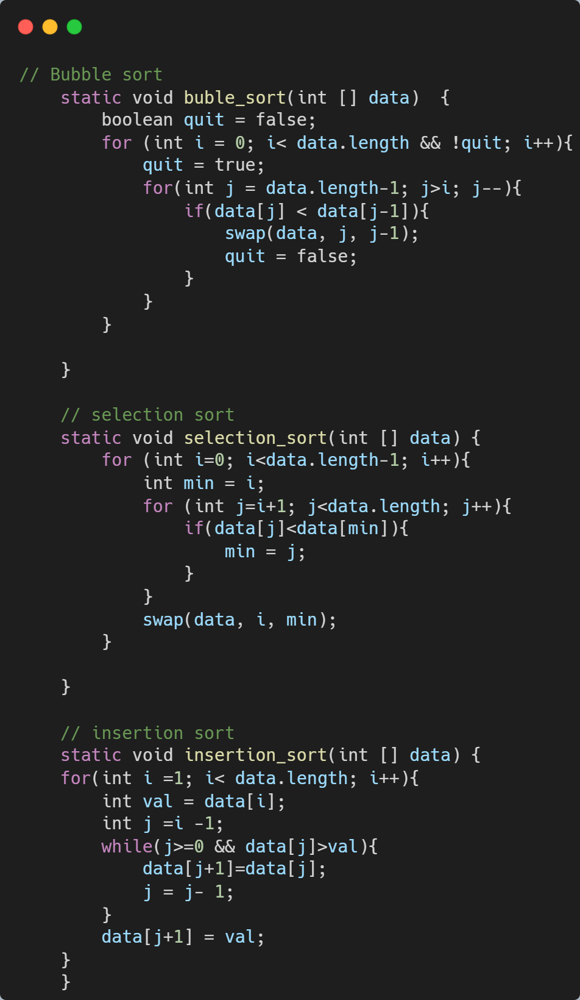 // Bubble sort
    static void buble_sort(int [] data)  {
        boolean quit = false;
        for (int i = 0; i< data.length && !quit; i++){
            quit = true;
            for(int j = data.length-1; j>i; j--){
                if(data[j] < data[j-1]){
                    swap(data, j, j-1);
                    quit = false;
                }
            }
        }

    }

    // selection sort
    static void selection_sort(int [] data) {
        for (int i=0; i<data.length-1; i++){
            int min = i;
            for (int j=i+1; j<data.length; j++){
                if(data[j]<data[min]){
                    min = j;
                }
            }
            swap(data, i, min);
        }

    }

    // insertion sort
    static void insertion_sort(int [] data) {
    for(int i =1; i< data.length; i++){
        int val = data[i];
        int j =i -1;
        while(j>=0 && data[j]>val){
            data[j+1]=data[j];
            j = j- 1;
        }
        data[j+1] = val;
    }
    }